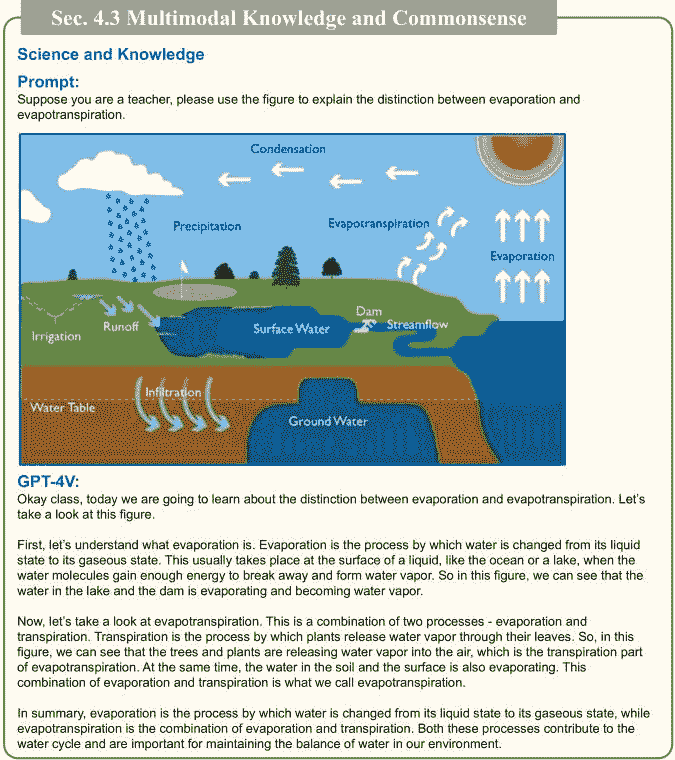 Sec. 4.3 Multimodal Knowledge and Commonsense
Science and Knowledge
Prompt:
Suppose you are a teacher, please use the figure to explain the distinction between evaporation and
evapotranspiration.
Condensation
Precipitation
Evapotranspiration
Evaporation
Irrigation
Runoff
Surface Water
Dam
Streamflow
Infiltration
Water Table
Ground Water
GPT-4V:
Okay class, today we are going to learn about the distinction between evaporation and evapotranspiration. Let's
take a look at this figure.
First, let's understand what evaporation is. Evaporation is the process by which water is changed from its liquid
state to its gaseous state. This usually takes place at the surface of a liquid, like the ocean or a lake, when the
water molecules gain enough energy to break away and form water vapor. So in this figure, we can see that the
water in the lake and the dam is evaporating and becoming water vapor.
Now, let's take a look at evapotranspiration. This is a combination of two processes - evaporation and
transpiration. Transpiration is the process by which plants release water vapor through their leaves. So, in this
figure, we can see that the trees and plants are releasing water vapor into the air, which is the transpiration part
of evapotranspiration. At the same time, the water in the soil and the surface is also evaporating. This
combination of evaporation and transpiration is what we call evapotranspiration.
In summary, evaporation is the process by which water is changed from its liquid state to its gaseous state, while
evapotranspiration is the combination of evaporation and transpiration. Both these processes contribute to the
water cycle and are important for maintaining the balance of water in our environment.